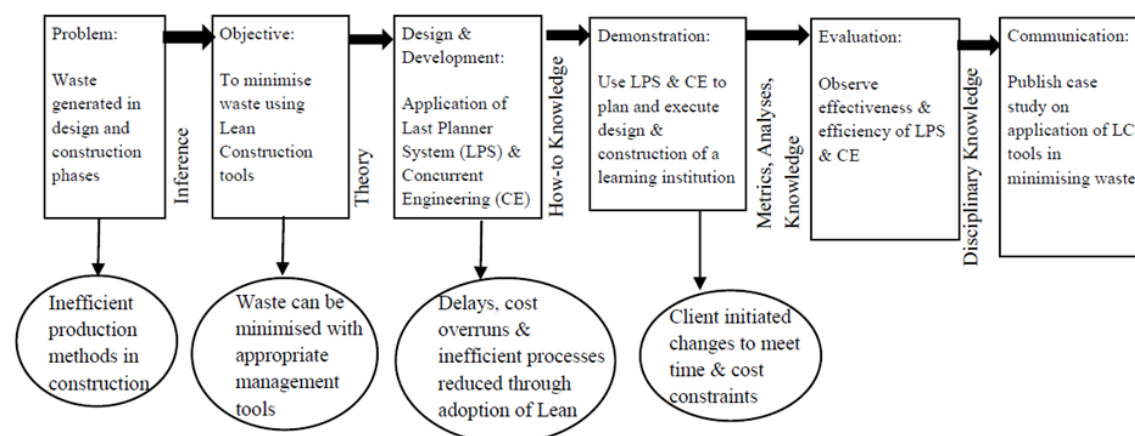 Problem:
Waste
generated in
design and
construction
phases
Inference
Objective:
To minimise
waste using
Lean
Construction
tools
Theory
Design &
Development:
Application of
Last Planner
System (LPS) &
Concurrent
Engineering (CE)
How-to Knowledge
Demonstration:
Use LPS & CE to
plan and execute
design &
construction of a
learning institution
Metrics, Analyses,
Knowledge
Evaluation:
Observe
effectiveness &
efficiency of LPS
& CE
Disciplinary Knowledge
Communication:
Publish case
study on
application of LC
tools in
minimising waste
Inefficient
production
methods in
construction
Waste can be
minimised with
appropriate
management
tools
Delays, cost
overruns &
inefficient processes
reduced through
adoption of Lean
Client initiated
changes to meet
time & cost
constraints